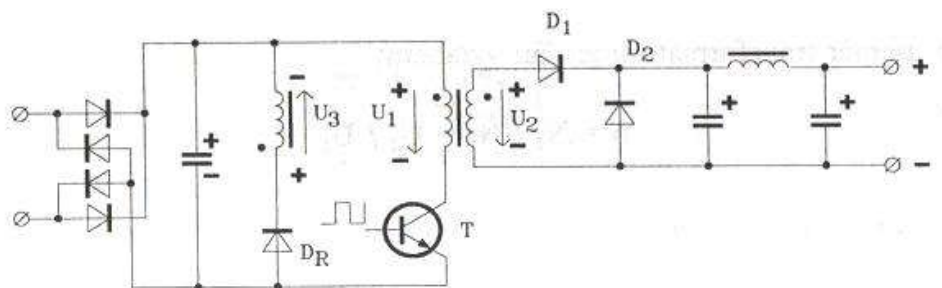 D1
D2
+
-
U3
+
-
+
U1
-
+
U2
-
+
+
+
-
+
DR
T